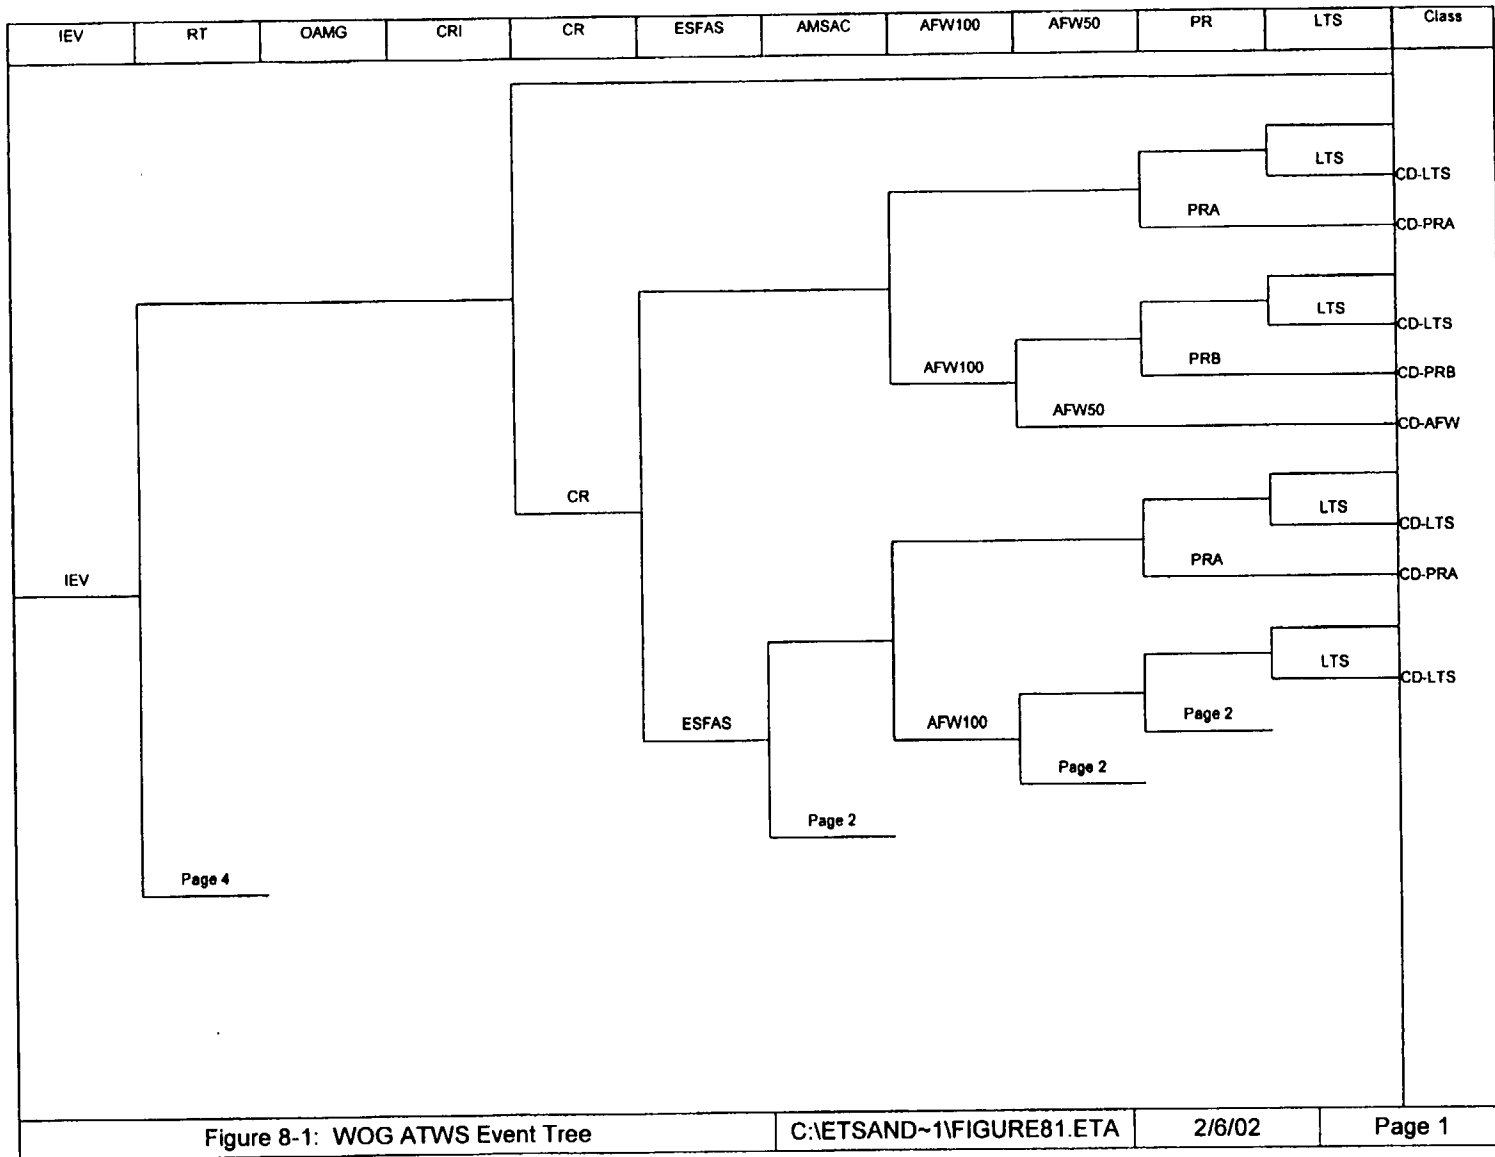 IEV RT OAMG CRI CR ESFAS AMSAC AFW100 AFW50 PR LTS Class
LTS
CD-LTS
PRA
CD-PRA
LTS
CD-LTS
PRB
AFW100
CD-PRB
AFW50
CD-AFW
CR
LTS
CD-LTS
PRA
IEV
CD-PRA
LTS
CD-LTS
Page 2
ESFAS
AFW100
Page 2
Page 2
Page 4
Figure 8-1: WOG ATWS Event Tree C:\ETSAND~1\FIGURE81.ETA 2/6/02 Page 1